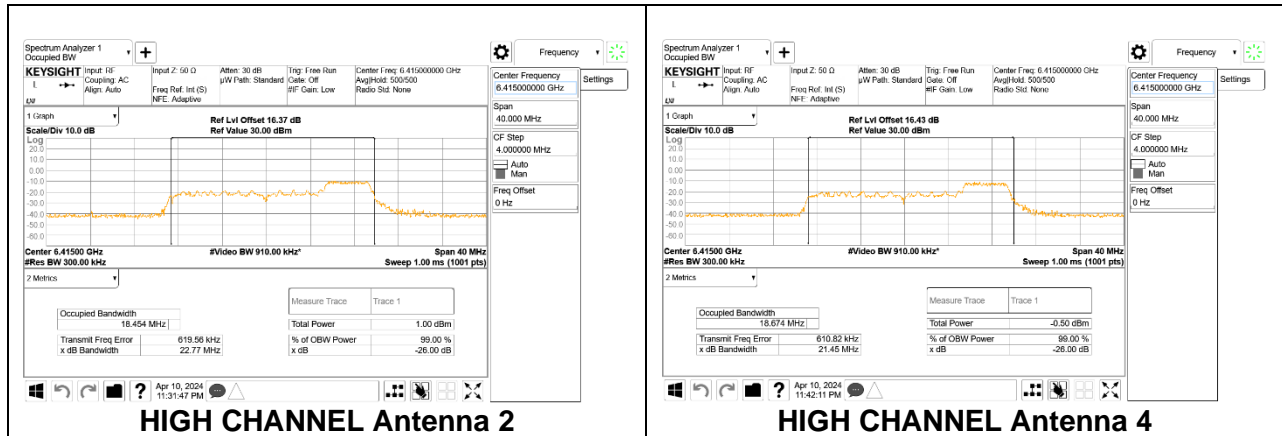 Spectrum Analyzer 1
Occupied BW
+
Frequency
KEYSIGHT
Input: RF
Coupling: AC
Align: Auto
Input Z: 50 Ω
Freq Ref: Int (S)
NFE: Adaptive
Atten: 30 dB
µW Path: Standard
Trig: Free Run
Gate: Off
#IF Gain: Low
Center Freq: 6.415000000 GHz
Avg|Hold: 500/500
Radio Std: None
Center Frequency
6.415000000 GHz
Settings
Span
40.000 MHz
CF Step
4.000000 MHz
Auto
Man
Freq Offset
0 Hz
1 Graph
Ref Lvl Offset 16.37 dB
Scale/Div 10.0 dB
Ref Value 30.00 dBm
Log
20.0
10.0
0.00
-10.0
-20.0
-30.0
-40.0
-50.0
-60.0
Center 6.41500 GHz
#Video BW 910.00 kHz*
Span 40 MHz
#Res BW 300.00 kHz
Sweep 1.00 ms (1001 pts)
2 Metrics
Measure Trace
Trace 1
Occupied Bandwidth
18.454 MHz
Total Power
1.00 dBm
Transmit Freq Error
619.56 kHz
% of OBW Power
99.00 %
x dB Bandwidth
22.77 MHz
x dB
-26.00 dB
?
Apr 10, 2024
11:31:47 PM
HIGH CHANNEL Antenna 2
Spectrum Analyzer 1
Occupied BW
+
Frequency
KEYSIGHT
Input: RF
Coupling: AC
Align: Auto
Input Z: 50 Ω
Freq Ref: Int (S)
NFE: Adaptive
Atten: 30 dB
µW Path: Standard
Trig: Free Run
Gate: Off
#IF Gain: Low
Center Freq: 6.415000000 GHz
Avg|Hold: 500/500
Radio Std: None
Center Frequency
6.415000000 GHz
Settings
Span
40.000 MHz
CF Step
4.000000 MHz
Auto
Man
Freq Offset
0 Hz
1 Graph
Ref Lvl Offset 16.43 dB
Scale/Div 10.0 dB
Ref Value 30.00 dBm
Log
20.0
10.0
0.00
-10.0
-20.0
-30.0
-40.0
-50.0
-60.0
Center 6.41500 GHz
#Video BW 910.00 kHz*
Span 40 MHz
#Res BW 300.00 kHz
Sweep 1.00 ms (1001 pts)
2 Metrics
Measure Trace
Trace 1
Occupied Bandwidth
18.674 MHz
Total Power
-0.50 dBm
Transmit Freq Error
610.82 kHz
% of OBW Power
99.00 %
x dB Bandwidth
21.45 MHz
x dB
-26.00 dB
?
Apr 10, 2024
11:42:11 PM
HIGH CHANNEL Antenna 4